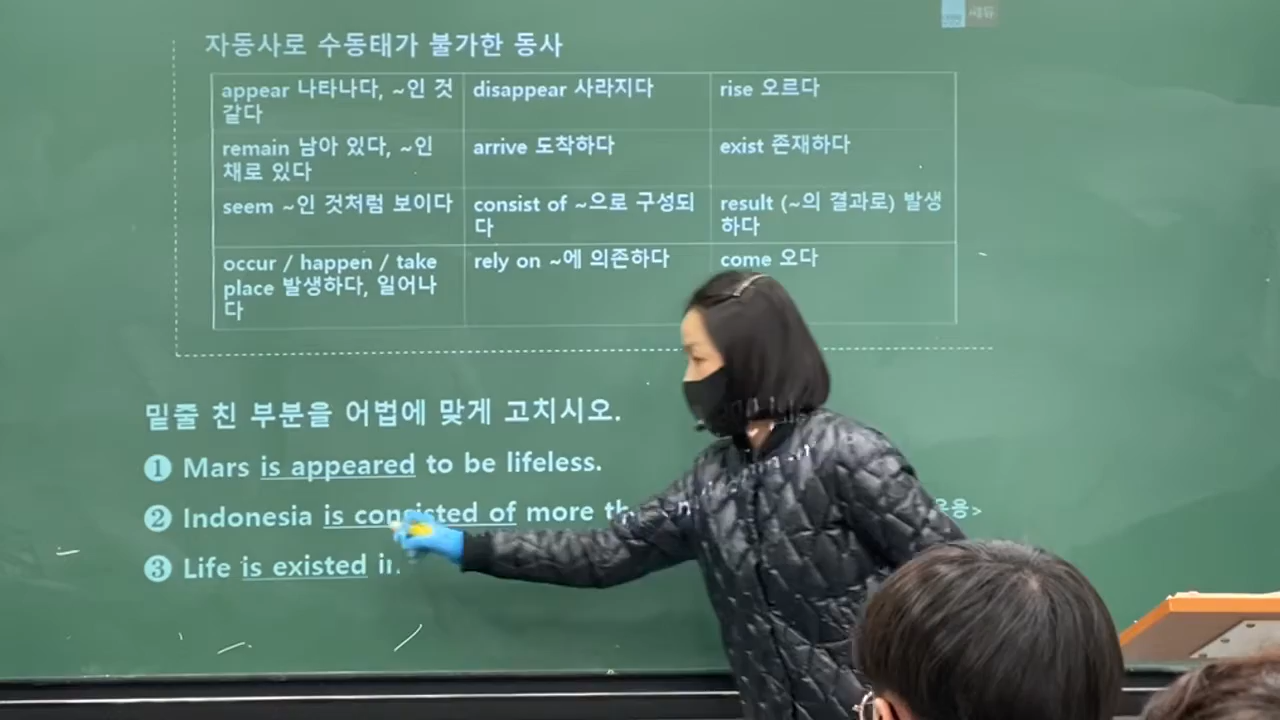 쎄듀
자동사로 수동태가 불가한 동사
appear 나타나다, ~인 것
같다
disappear 사라지다
rise 오르다
remain 남아 있다, ~인
채로 있다
arrive 도착하다
exist 존재하다
seem ~인 것처럼 보이다
consist of ~으로 구성되
다
result (~의 결과로) 발생
하다
occur / happen / take
place 발생하다, 일어나
다
rely on ~에 의존하다
come 오다
밑줄 친 부분을 어법에 맞게 고치시오.
❶ Mars is appeared to be lifeless.
❷ Indonesia is consisted of more
❸ Life is existed